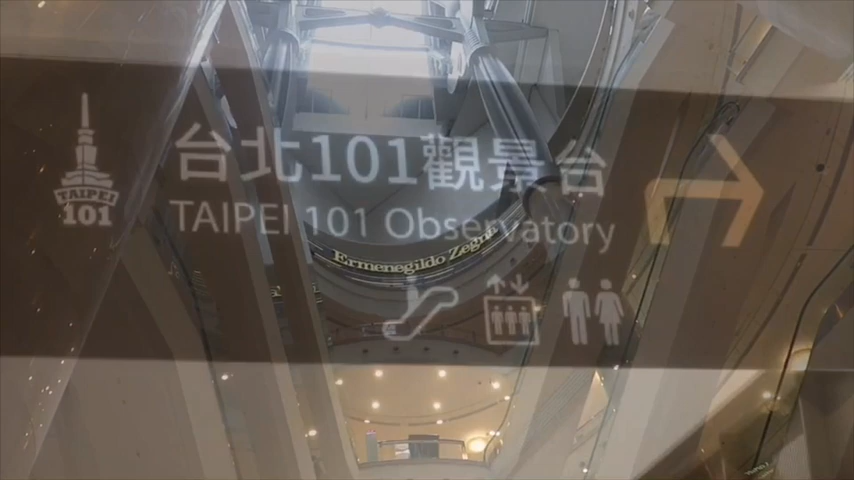 台北101觀景台
TAIPEI 101 Observatory
TAIPEI
101
Ermenegildo Zegna